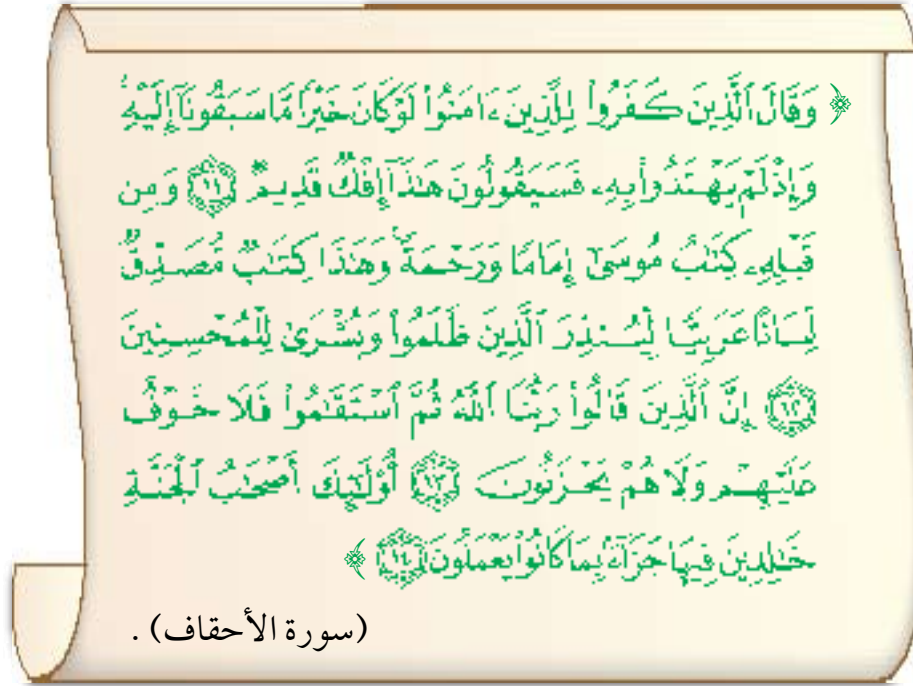 ﴿ وَقَالَ ٱلَّذِينَ كَفَرُوا۟ لِلَّذِينَ ءَامَنُوا۟ لَوْ كَانَ خَيْرًا مَّا سَبَقُونَآ إِلَيْهِ ۚ
وَإِذْ لَمْ يَهْتَدُوا۟ بِهِۦ فَسَيَقُولُونَ هَـٰذَآ إِفْكٌ قَدِيمٌ ١١ وَمِن
قَبْلِهِۦ كِتَـٰبُ مُوسَىٰٓ إِمَامًا وَرَحْمَةً ۚ وَهَـٰذَا كِتَـٰبٌ مُّصَدِّقٌ
لِّسَانًا عَرَبِيًّا لِّيُنذِرَ ٱلَّذِينَ ظَلَمُوا۟ وَبُشْرَىٰ لِلْمُحْسِنِينَ
١٢ إِنَّ ٱلَّذِينَ قَالُوا۟ رَبُّنَا ٱللَّهُ ثُمَّ ٱسْتَقَـٰمُوا۟ فَلَا خَوْفٌ
عَلَيْهِمْ وَلَا هُمْ يَحْزَنُونَ ١٣ أُو۟لَـٰٓئِكَ أَصْحَـٰبُ ٱلْجَنَّةِ
خَـٰلِدِينَ فِيهَا جَزَآءًۢ بِمَا كَانُوا۟ يَعْمَلُونَ ١٤ ﴾
(سورة الأحقاف) .